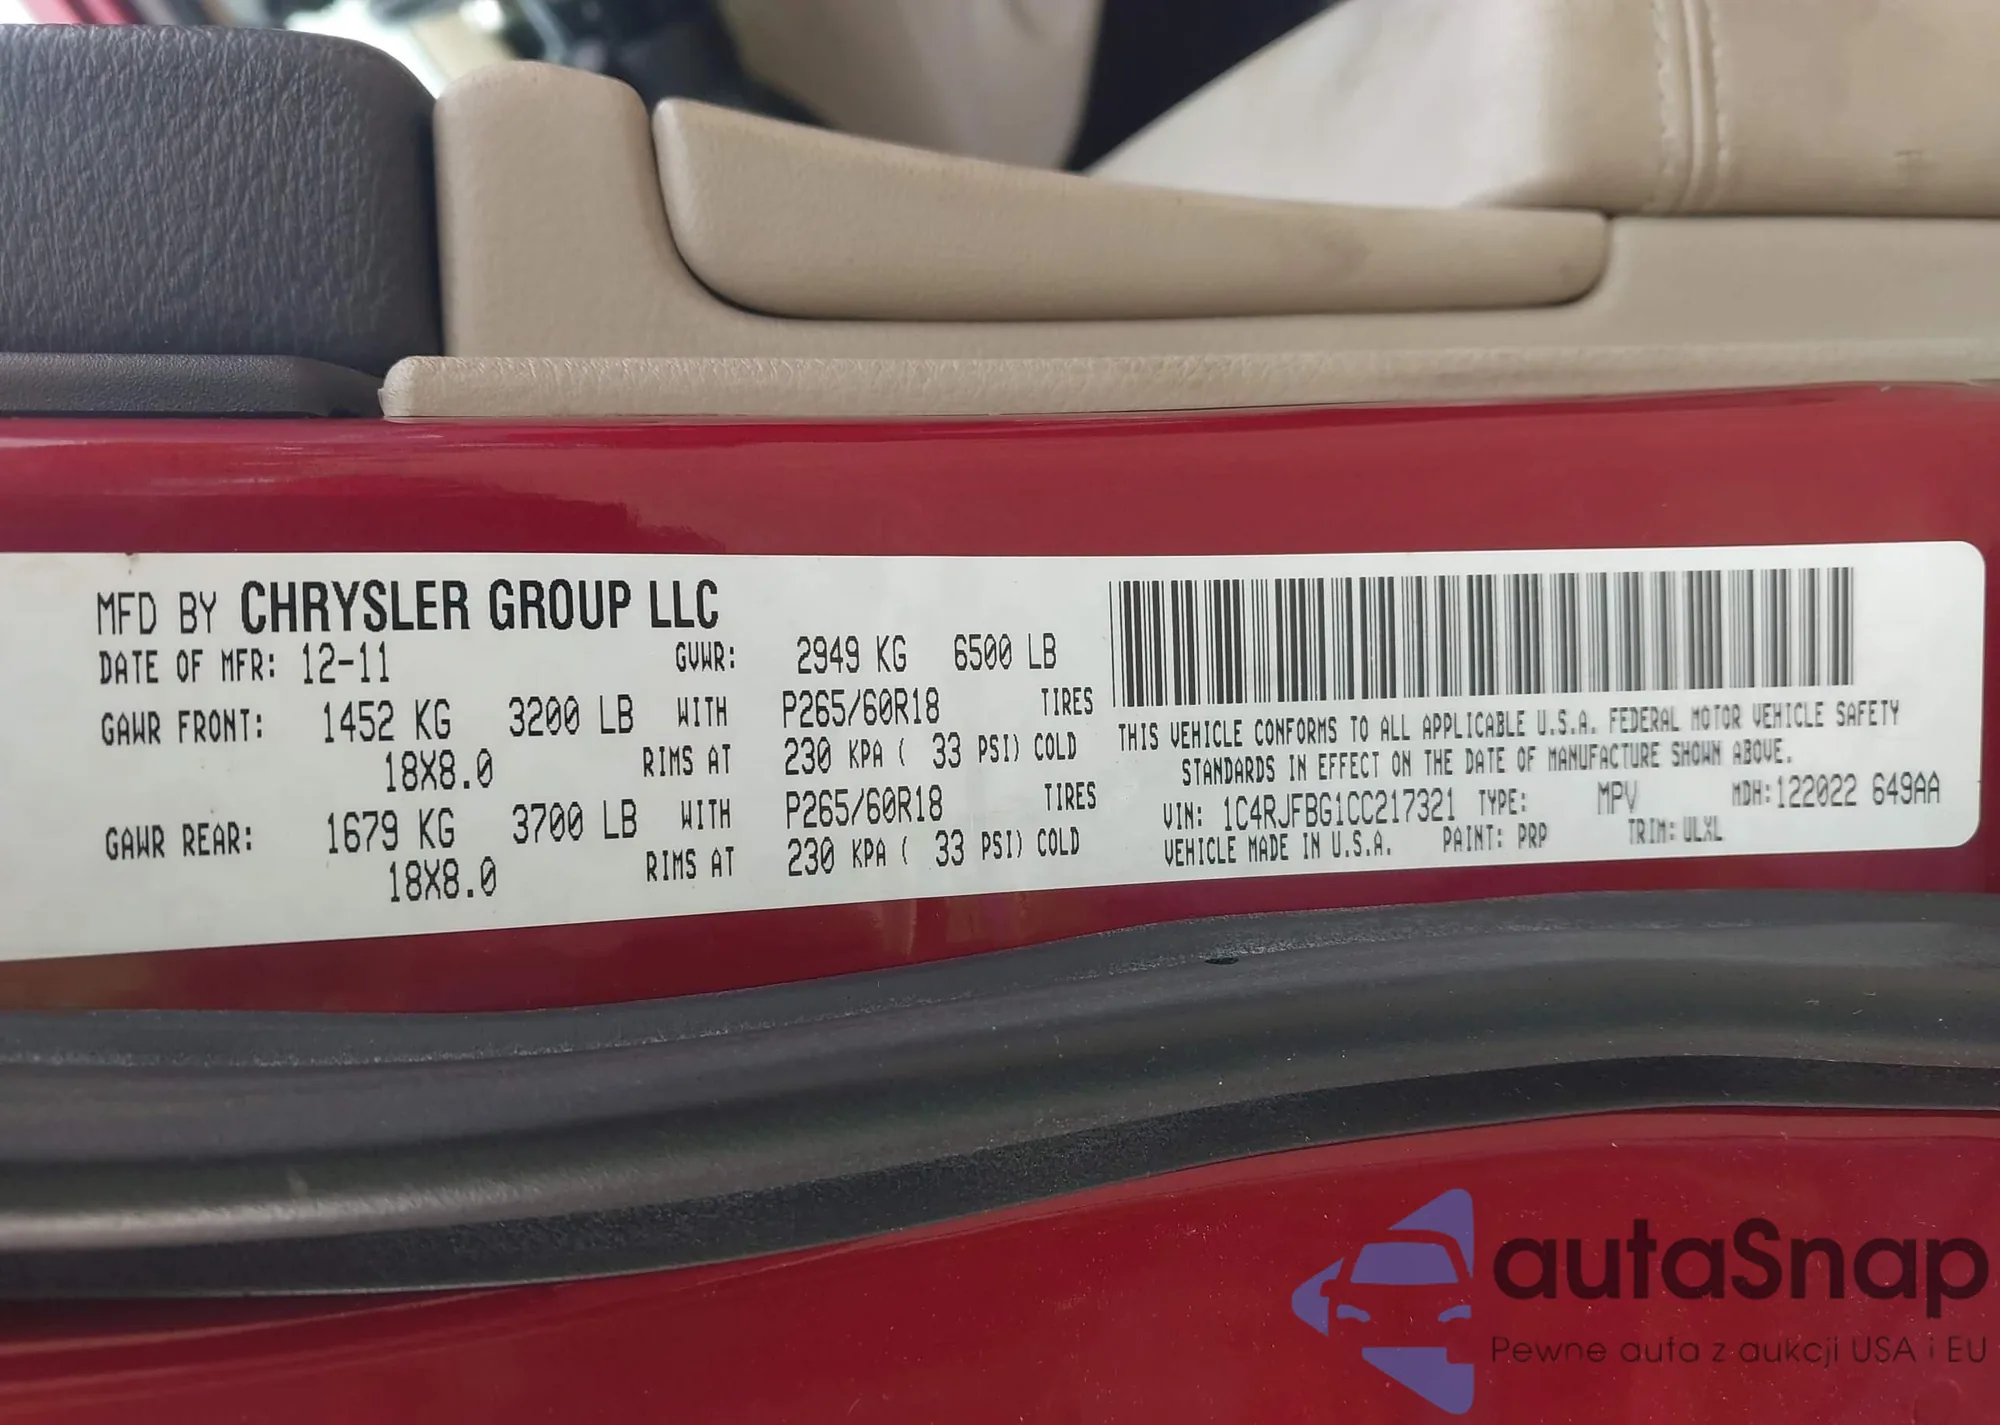 MFD BY CHRYSLER GROUP LLC
DATE OF MFR: 12-11 GVWR: 2949 KG 6500 LB
GAWR FRONT: 1452 KG 3200 LB WITH P265/60R18 TIRES
18X8.0 RIMS AT 230 KPA ( 33 PSI) COLD
GAWR REAR: 1679 KG 3700 LB WITH P265/60R18 TIRES
18X8.0 RIMS AT 230 KPA ( 33 PSI) COLD
THIS VEHICLE CONFORMS TO ALL APPLICABLE U.S.A. FEDERAL MOTOR VEHICLE SAFETY
STANDARDS IN EFFECT ON THE DATE OF MANUFACTURE SHOWN ABOVE.
VIN: 1C4RJFBG1CC217321 TYPE: MPV MDH:122022 649AA
VEHICLE MADE IN U.S.A. PAINT: PRP TRIM: ULXL
autaSnap
Pewne auta z aukcji USA i EU